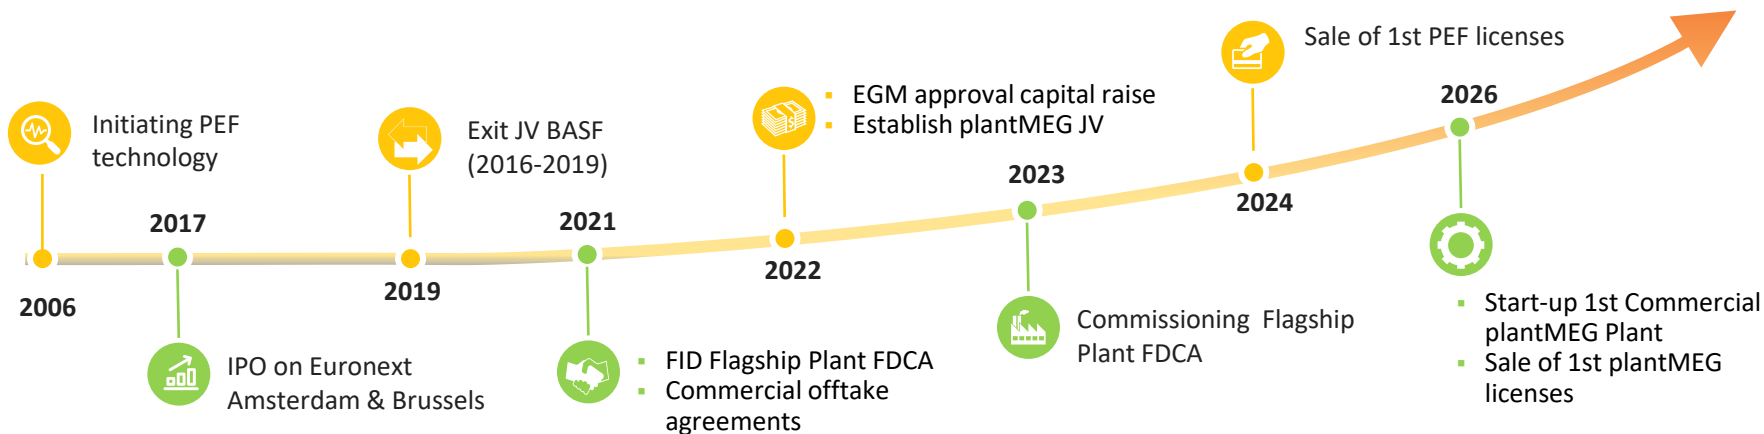 2006
Initiating PEF
technology
2017
IPO on Euronext
Amsterdam & Brussels
2019
Exit JV BASF
(2016-2019)
2021
▪ FID Flagship Plant FDCA
▪ Commercial offtake
agreements
2022
▪ EGM approval capital raise
▪ Establish plantMEG JV
2023
Commissioning Flagship
Plant FDCA
2024
Sale of 1st PEF licenses
2026
▪ Start-up 1st Commercial
plantMEG Plant
▪ Sale of 1st plantMEG
licenses